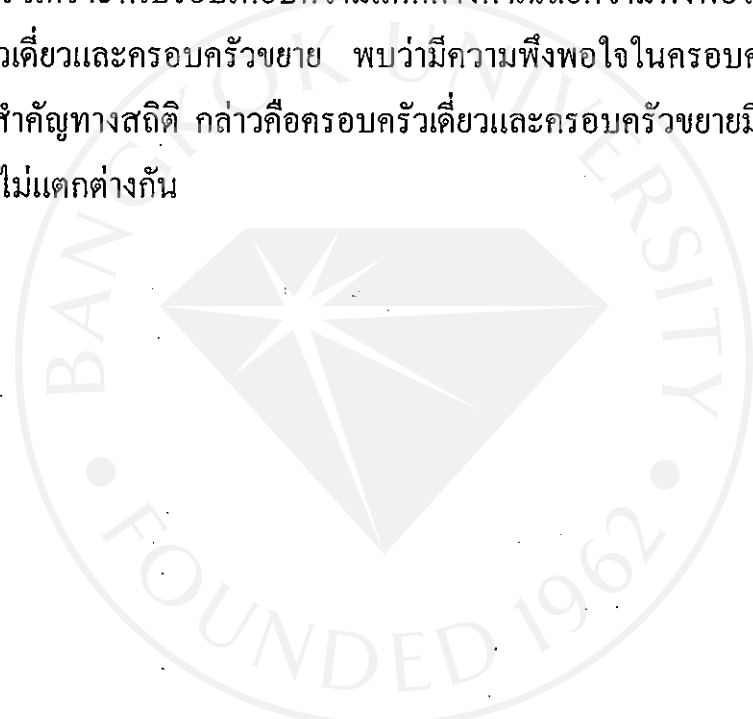 วเดี่ยวและครอบครัวขยาย พบว่ามีความพึงพอใจในครอบค
สำคัญทางสถิติ กล่าวคือครอบครัวเดี่ยวและครอบครัวขยายมี
ไม่แตกต่างกัน
BANGKOK UNIVERSITY
FOUNDED 1962